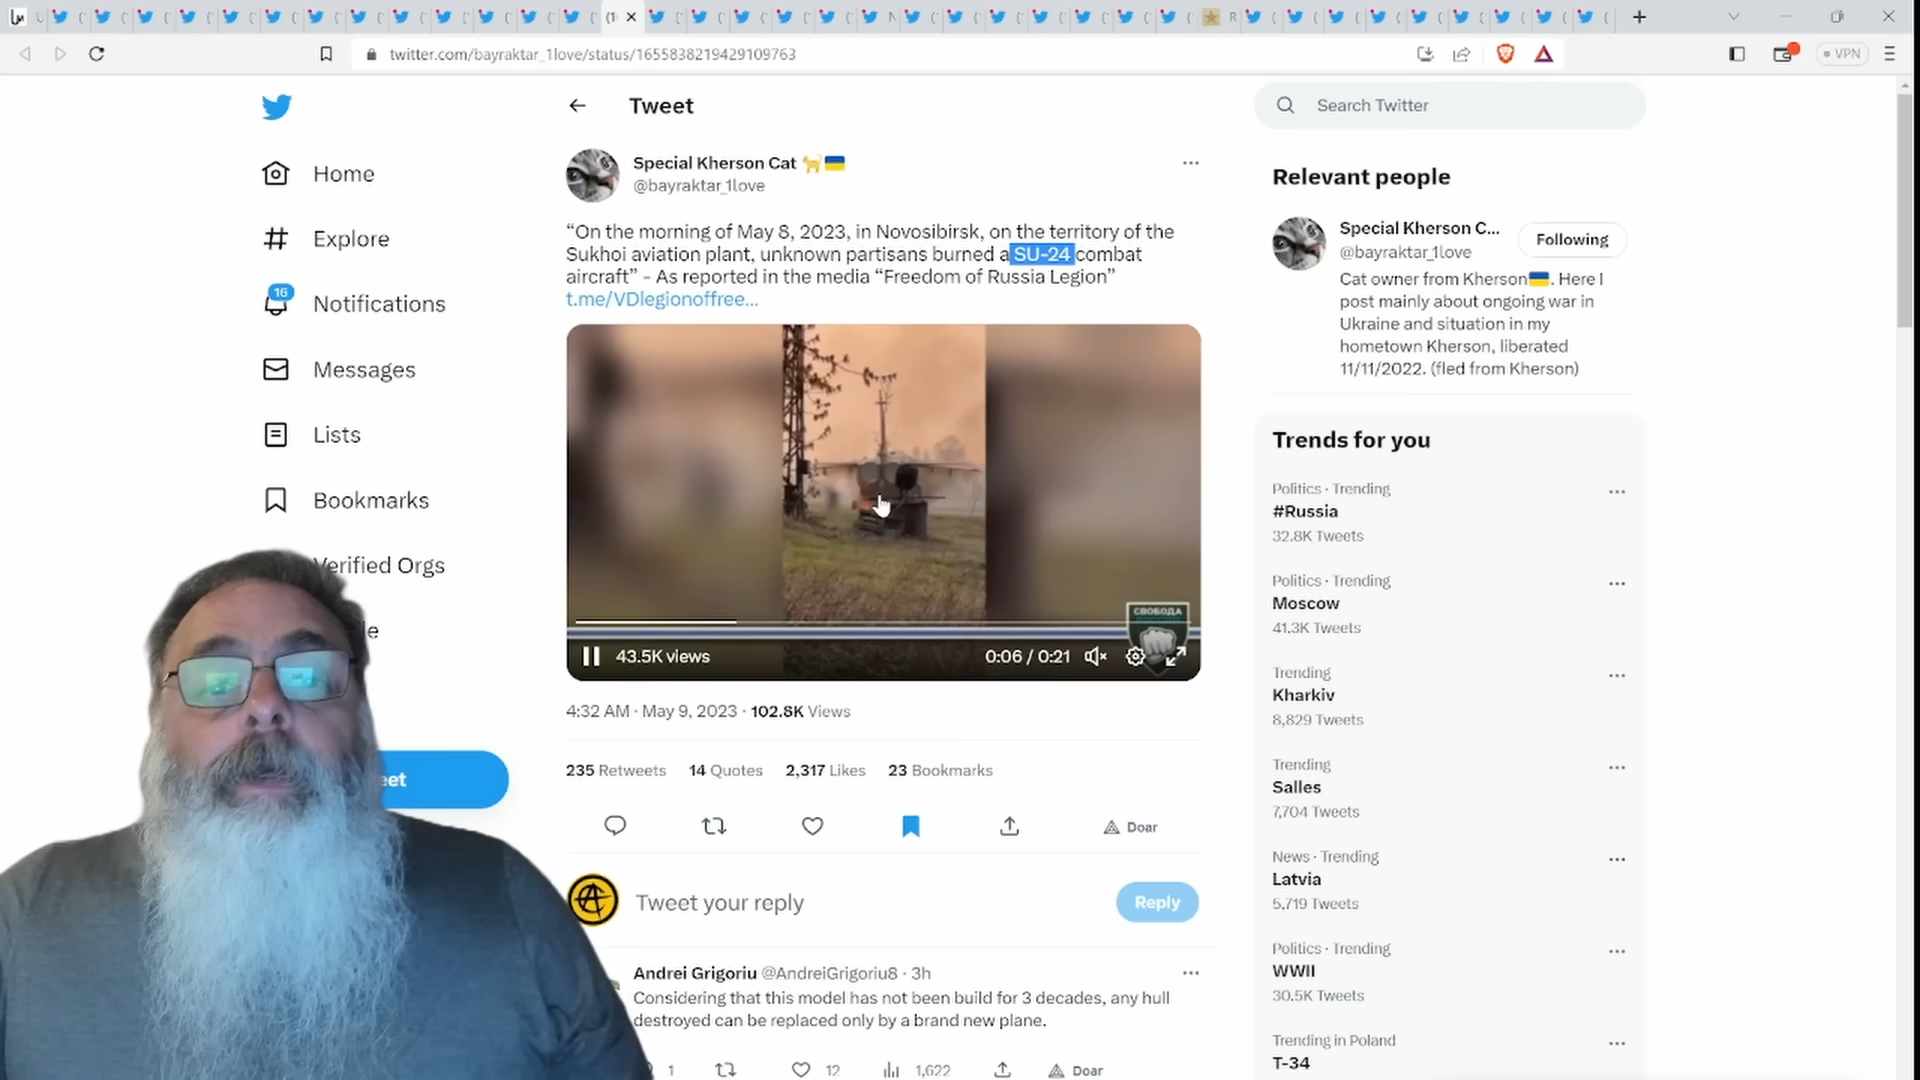 twitter.com/bayraktar_1love/status/1655838219429109763
VPN
Home
Explore
16
Notifications
Messages
Lists
Bookmarks
Verified Orgs
Tweet
Special Kherson Cat 🐈🇺🇦
@bayraktar_1love
“On the morning of May 8, 2023, in Novosibirsk, on the territory of the
Sukhoi aviation plant, unknown partisans burned a SU-24 combat
aircraft” - As reported in the media “Freedom of Russia Legion”
t.me/VDlegionoffree...
СВОБОДА
43.5K views
0:06 / 0:21
4:32 AM · May 9, 2023 · 102.8K Views
235 Retweets 14 Quotes 2,317 Likes 23 Bookmarks
Doar
Tweet your reply
Reply
Andrei Grigoriu @AndreiGrigoriu8 · 3h
Considering that this model has not been build for 3 decades, any hull
destroyed can be replaced only by a brand new plane.
1
12
1,622
Doar
Search Twitter
Relevant people
Special Kherson C...
@bayraktar_1love
Following
Cat owner from Kherson🇺🇦. Here I
post mainly about ongoing war in
Ukraine and situation in my
hometown Kherson, liberated
11/11/2022. (fled from Kherson)
Trends for you
Politics · Trending
#Russia
32.8K Tweets
Politics · Trending
Moscow
41.3K Tweets
Trending
Kharkiv
8,829 Tweets
Trending
Salles
7,704 Tweets
News · Trending
Latvia
5,719 Tweets
Politics · Trending
WWII
30.5K Tweets
Trending in Poland
T-34